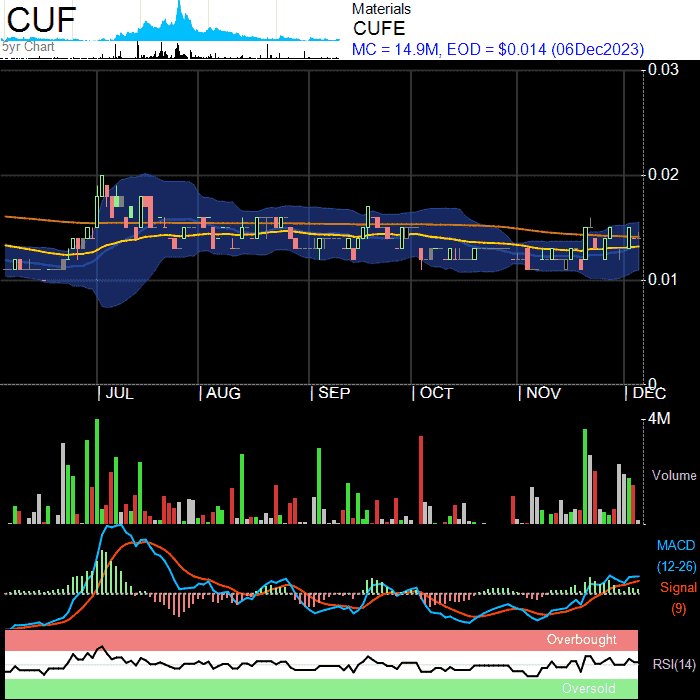 CUF
5yr Chart
Materials
CUFE
MC = 14.9M, EOD = $0.014 (06Dec2023)
0.03
0.02
0.01
0
| JUL | AUG | SEP | OCT | NOV | DEC
4M
Volume
MACD
(12-26)
Signal
(9)
Overbought
RSI(14)
Oversold